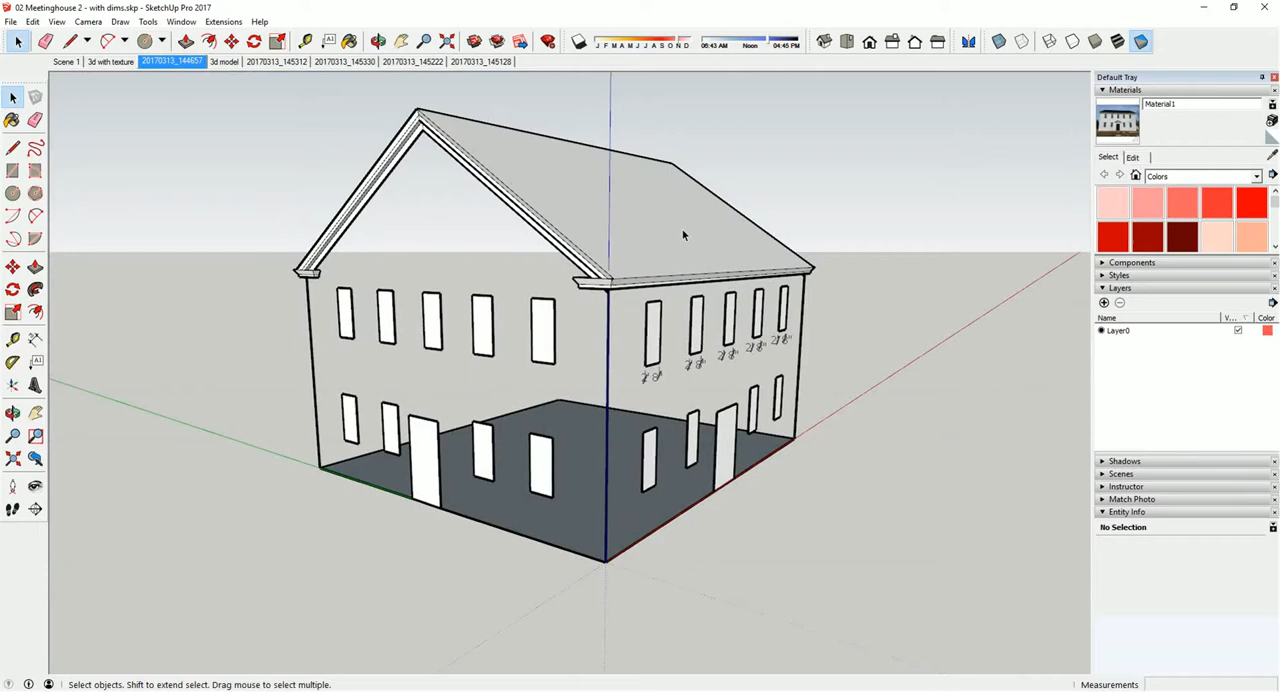 02 Meetinghouse 2 - with dims.skp - SketchUp Pro 2017
File Edit View Camera Draw Tools Window Extensions Help
J F M A M J J A S O N D 06:43 AM Noon 04:45 PM
Scene 1 3d with texture 20170313_144657 3d model 20170313_145312 20170313_145330 20170313_145222 20170313_145128
Default Tray
Materials
Material1
Select Edit
Colors
Components
Styles
Layers
Name V... Color
Layer0
Shadows
Scenes
Instructor
Match Photo
Entity Info
No Selection
Select objects. Shift to extend select. Drag mouse to select multiple.
Measurements